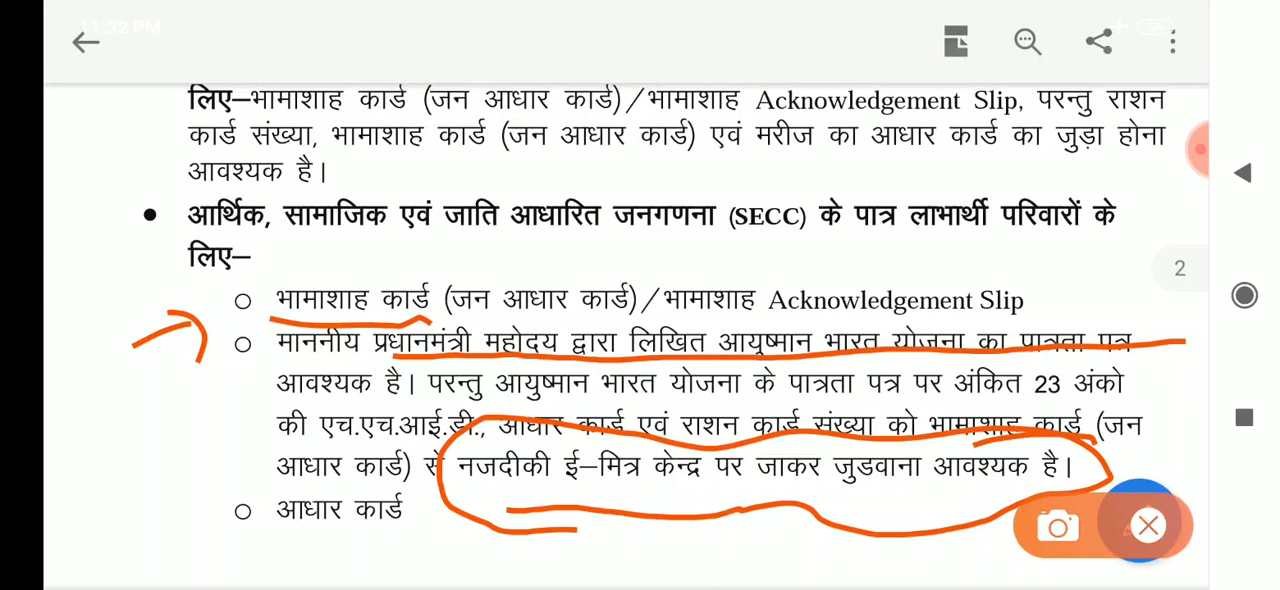 11:32 PM
लिए–भामाशाह कार्ड (जन आधार कार्ड)/भामाशाह Acknowledgement Slip, परन्तु राशन
कार्ड संख्या, भामाशाह कार्ड (जन आधार कार्ड) एवं मरीज का आधार कार्ड का जुड़ा होना
आवश्यक है।
• आर्थिक, सामाजिक एवं जाति आधारित जनगणना (SECC) के पात्र लाभार्थी परिवारों के
लिए–
2
○ भामाशाह कार्ड (जन आधार कार्ड)/भामाशाह Acknowledgement Slip
○ माननीय प्रधानमंत्री महोदय द्वारा लिखित आयुष्मान भारत योजना का पात्रता पत्र
आवश्यक है। परन्तु आयुष्मान भारत योजना के पात्रता पत्र पर अंकित 23 अंको
की एच.एच.आई.डी., आधार कार्ड एवं राशन कार्ड संख्या को भामाशाह कार्ड (जन
आधार कार्ड) से नजदीकी ई–मित्र केन्द्र पर जाकर जुडवाना आवश्यक है।
○ आधार कार्ड